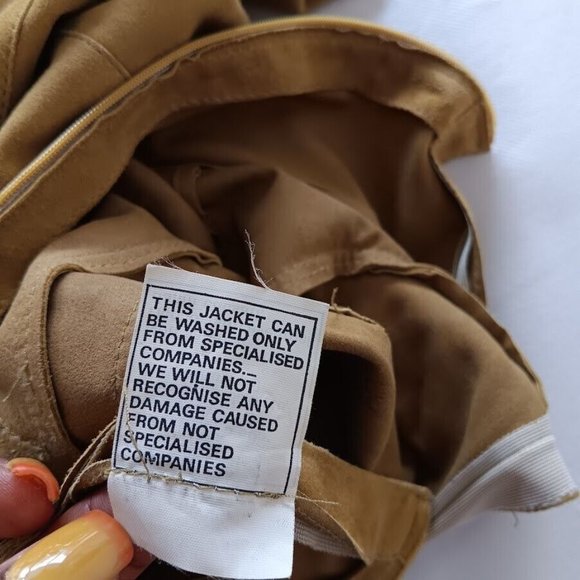 THIS JACKET CAN
BE WASHED ONLY
FROM SPECIALISED
COMPANIES._
WE WILL NOT
RECOGNISE ANY
DAMAGE CAUSED
FROM NOT
SPECIALISED
COMPANIES